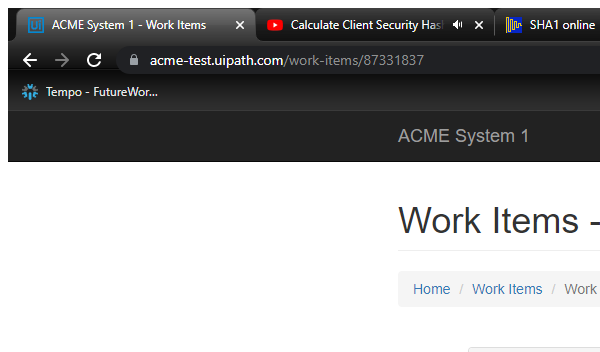 ACME System 1 - Work Items
Calculate Client Security Hash
SHA1 online
acme-test.uipath.com/work-items/87331837
Tempo - FutureWor...
ACME System 1
Work Items -
Home / Work Items / Work